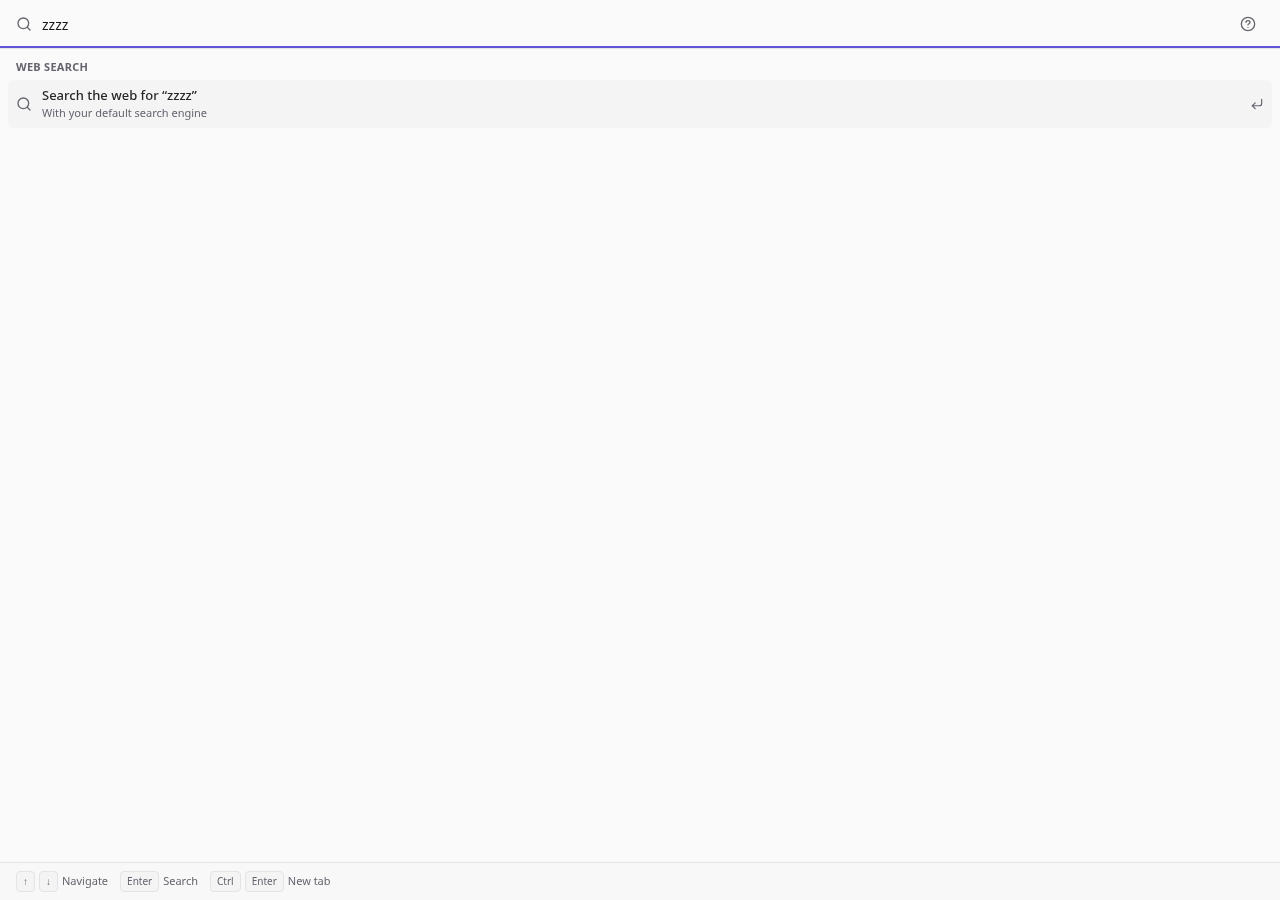 zzzz
WEB SEARCH
Search the web for “zzzz”
With your default search engine
↑ ↓ Navigate Enter Search Ctrl Enter New tab